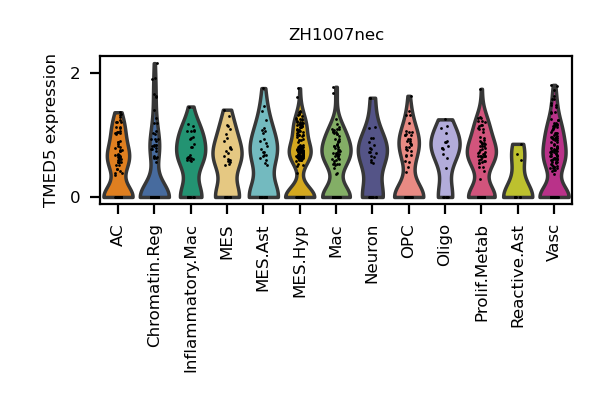 ZH1007nec
TMED5 expression
2
0
AC
Chromatin.Reg
Inflammatory.Mac
MES
MES.Ast
MES.Hyp
Mac
Neuron
OPC
Oligo
Prolif.Metab
Reactive.Ast
Vasc